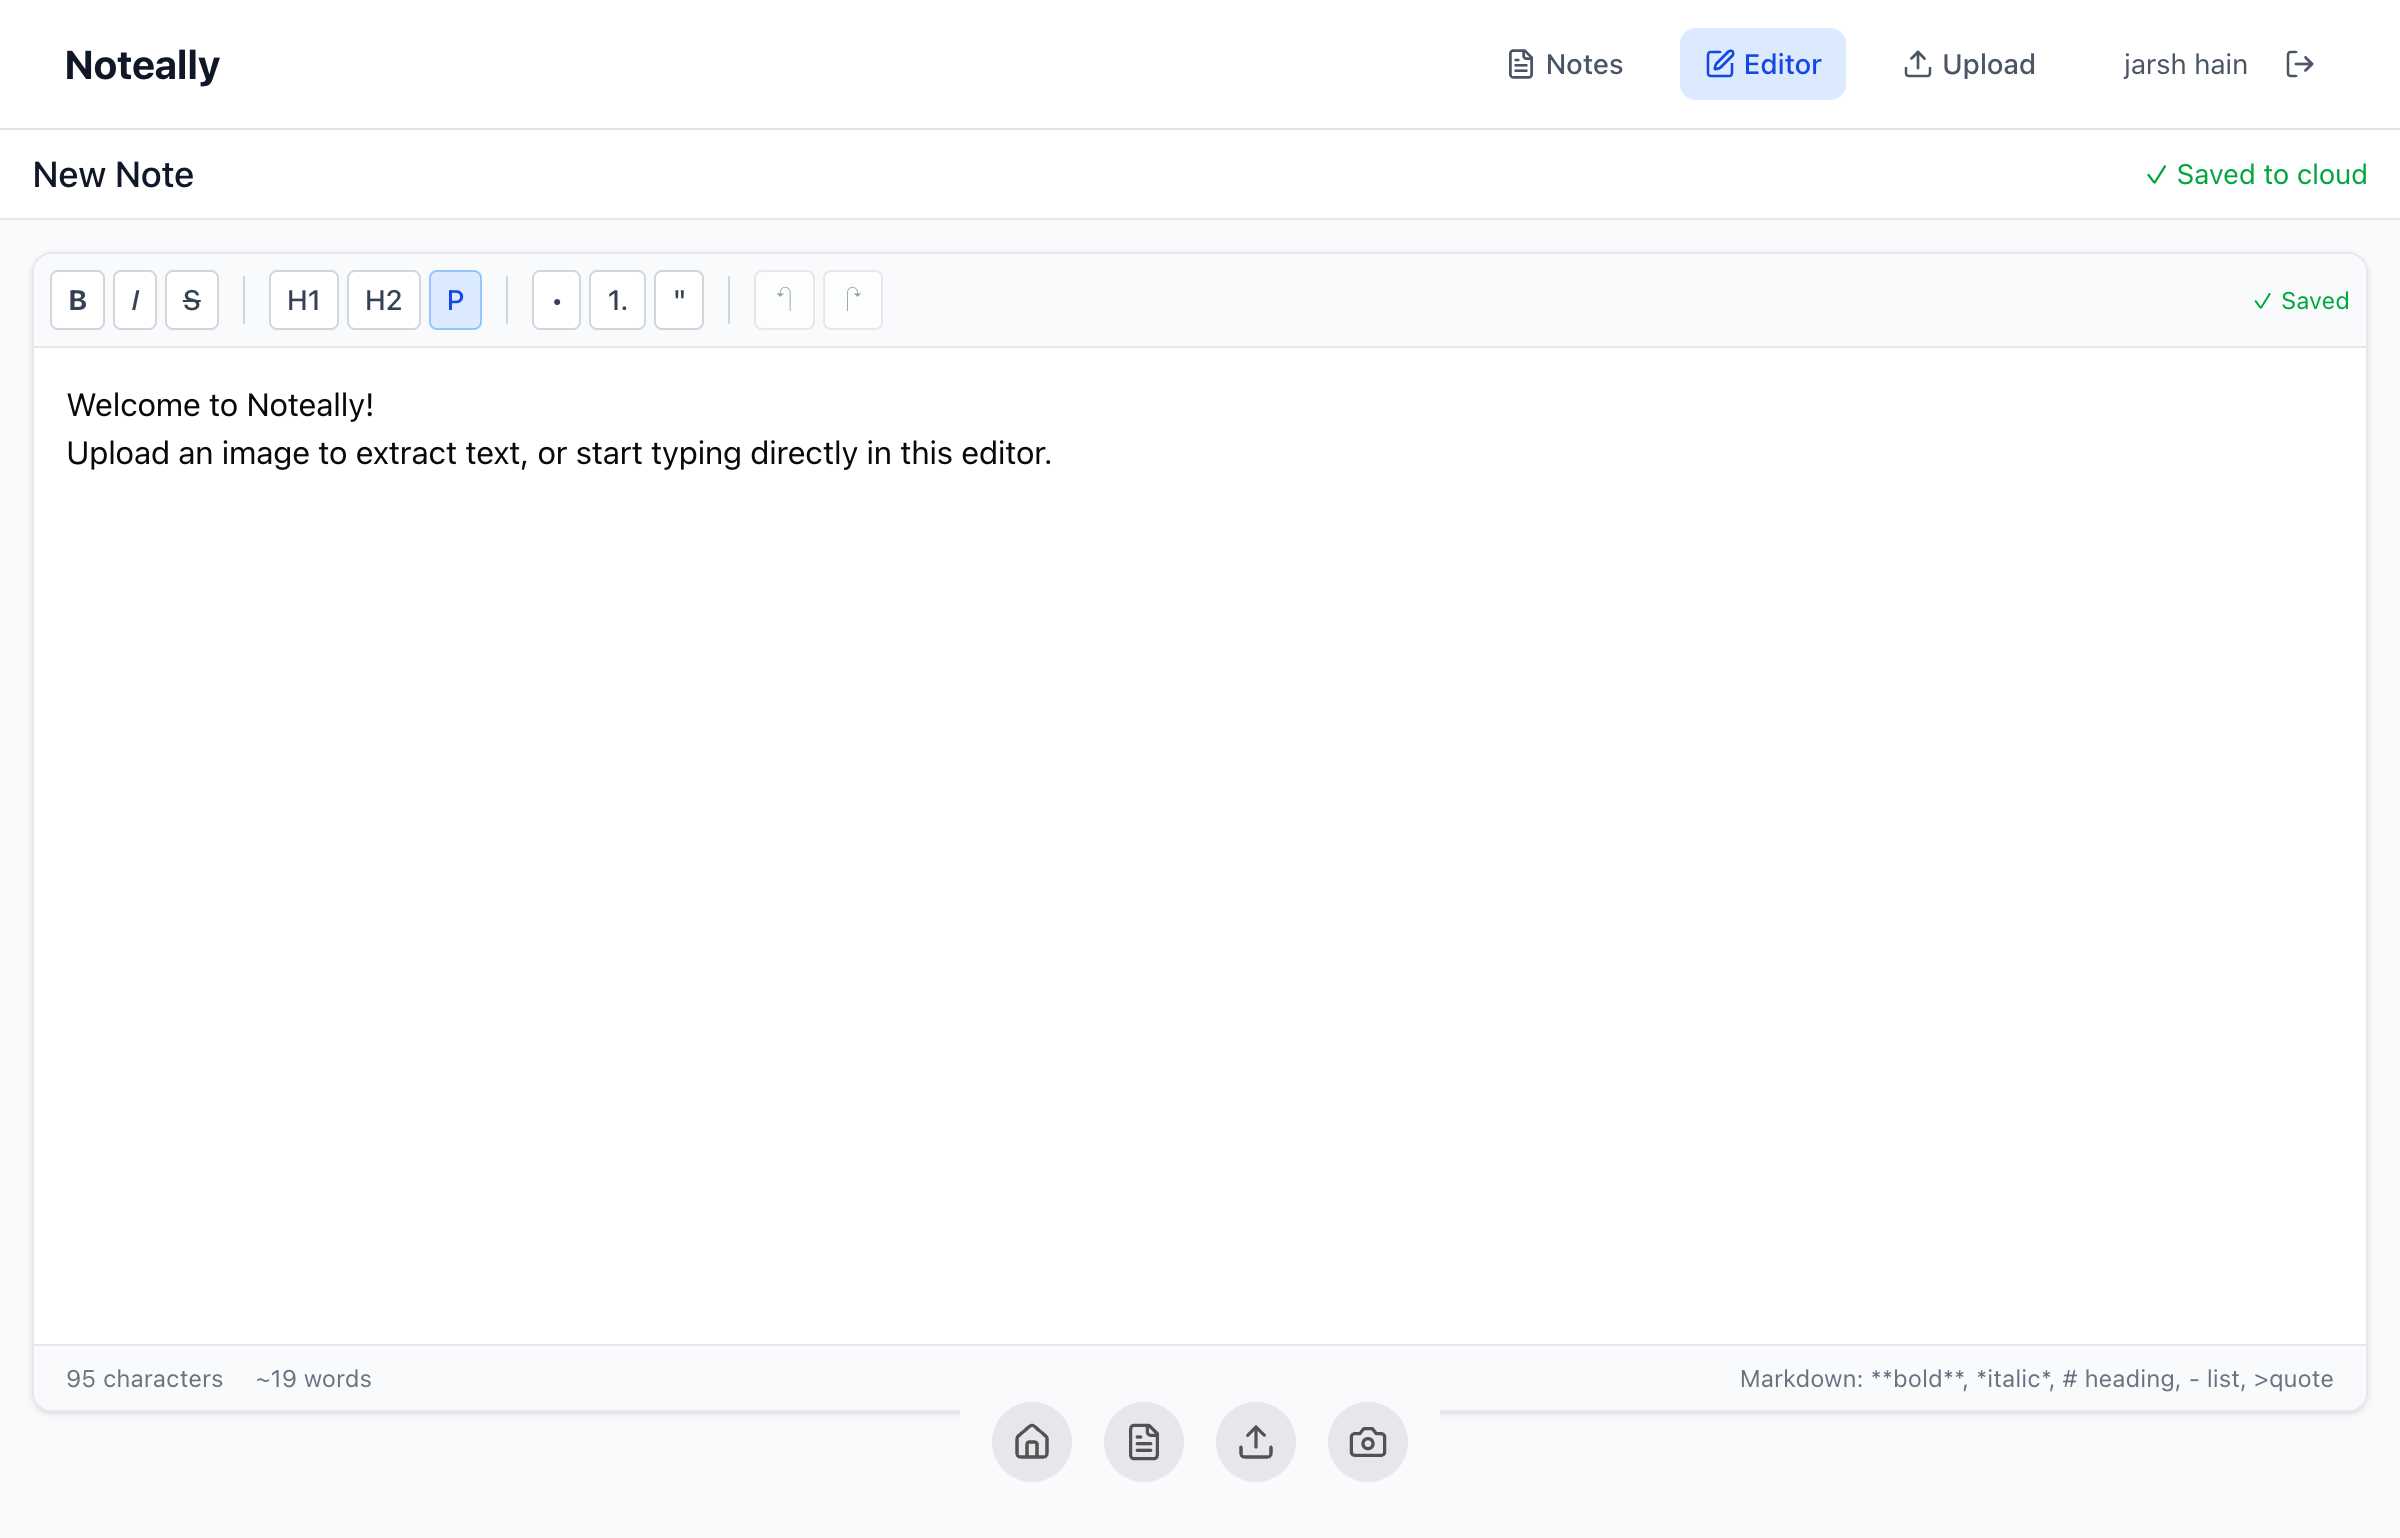 Noteally
Notes
Editor
Upload
jarsh hain
New Note
✓ Saved to cloud
B I S H1 H2 P • 1. "
✓ Saved
Welcome to Noteally!
Upload an image to extract text, or start typing directly in this editor.
95 characters ~19 words
Markdown: **bold**, *italic*, # heading, - list, >quote